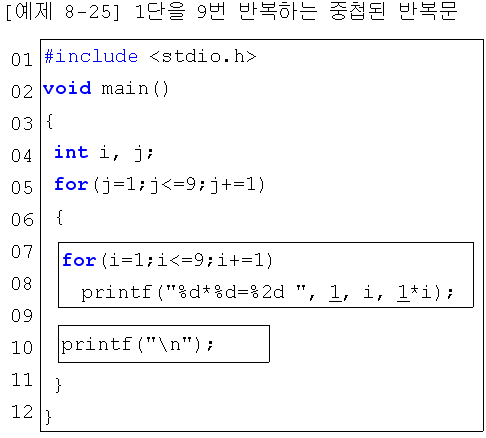 [예제 8-25] 1단을 9번 반복하는 중첩된 반복문
01 #include <stdio.h>
02 void main()
03 {
04 int i, j;
05 for(j=1;j<=9;j+=1)
06 {
07 for(i=1;i<=9;i+=1)
08 printf("%d*%d=%2d ", 1, i, 1*i);
09
10 printf("\n");
11 }
12 }